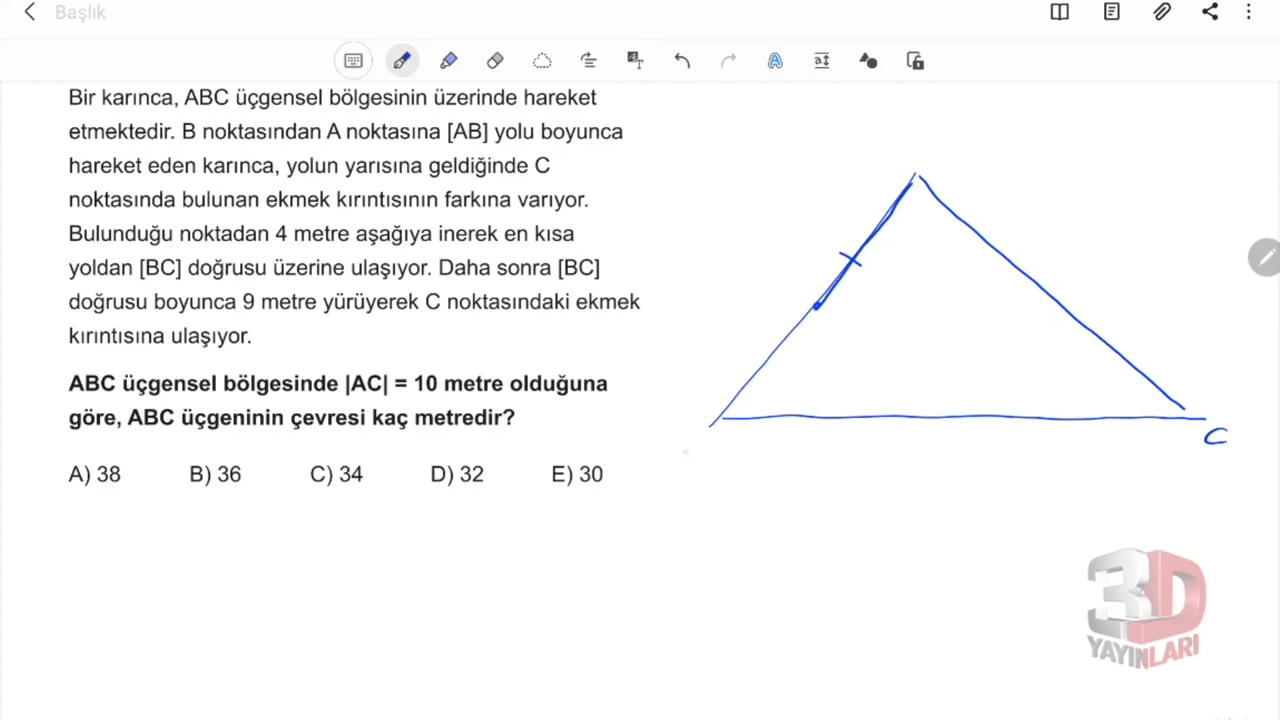 Başlık
Bir karınca, ABC üçgensel bölgesinin üzerinde hareket
etmektedir. B noktasından A noktasına [AB] yolu boyunca
hareket eden karınca, yolun yarısına geldiğinde C
noktasında bulunan ekmek kırıntısının farkına varıyor.
Bulunduğu noktadan 4 metre aşağıya inerek en kısa
yoldan [BC] doğrusu üzerine ulaşıyor. Daha sonra [BC]
doğrusu boyunca 9 metre yürüyerek C noktasındaki ekmek
kırıntısına ulaşıyor.
ABC üçgensel bölgesinde |AC| = 10 metre olduğuna
göre, ABC üçgeninin çevresi kaç metredir?
A) 38 B) 36 C) 34 D) 32 E) 30
C
3D
YAYINLARI